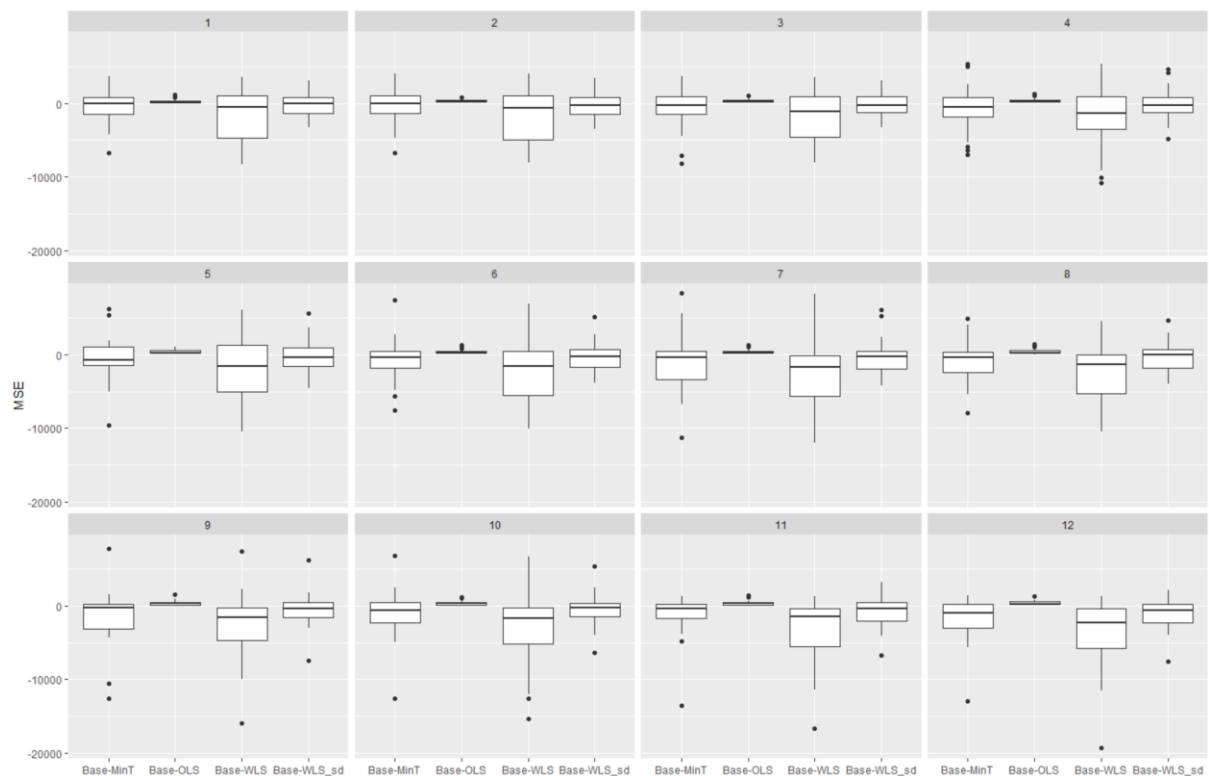 1 2 3 4
0
-10000
-20000
5 6 7 8
0
-10000
-20000
MSE
9 10 11 12
0
-10000
-20000
Base-MinT Base-OLS Base-WLS Base-WLS_sd Base-MinT Base-OLS Base-WLS Base-WLS_sd Base-MinT Base-OLS Base-WLS Base-WLS_sd Base-MinT Base-OLS Base-WLS Base-WLS_sd